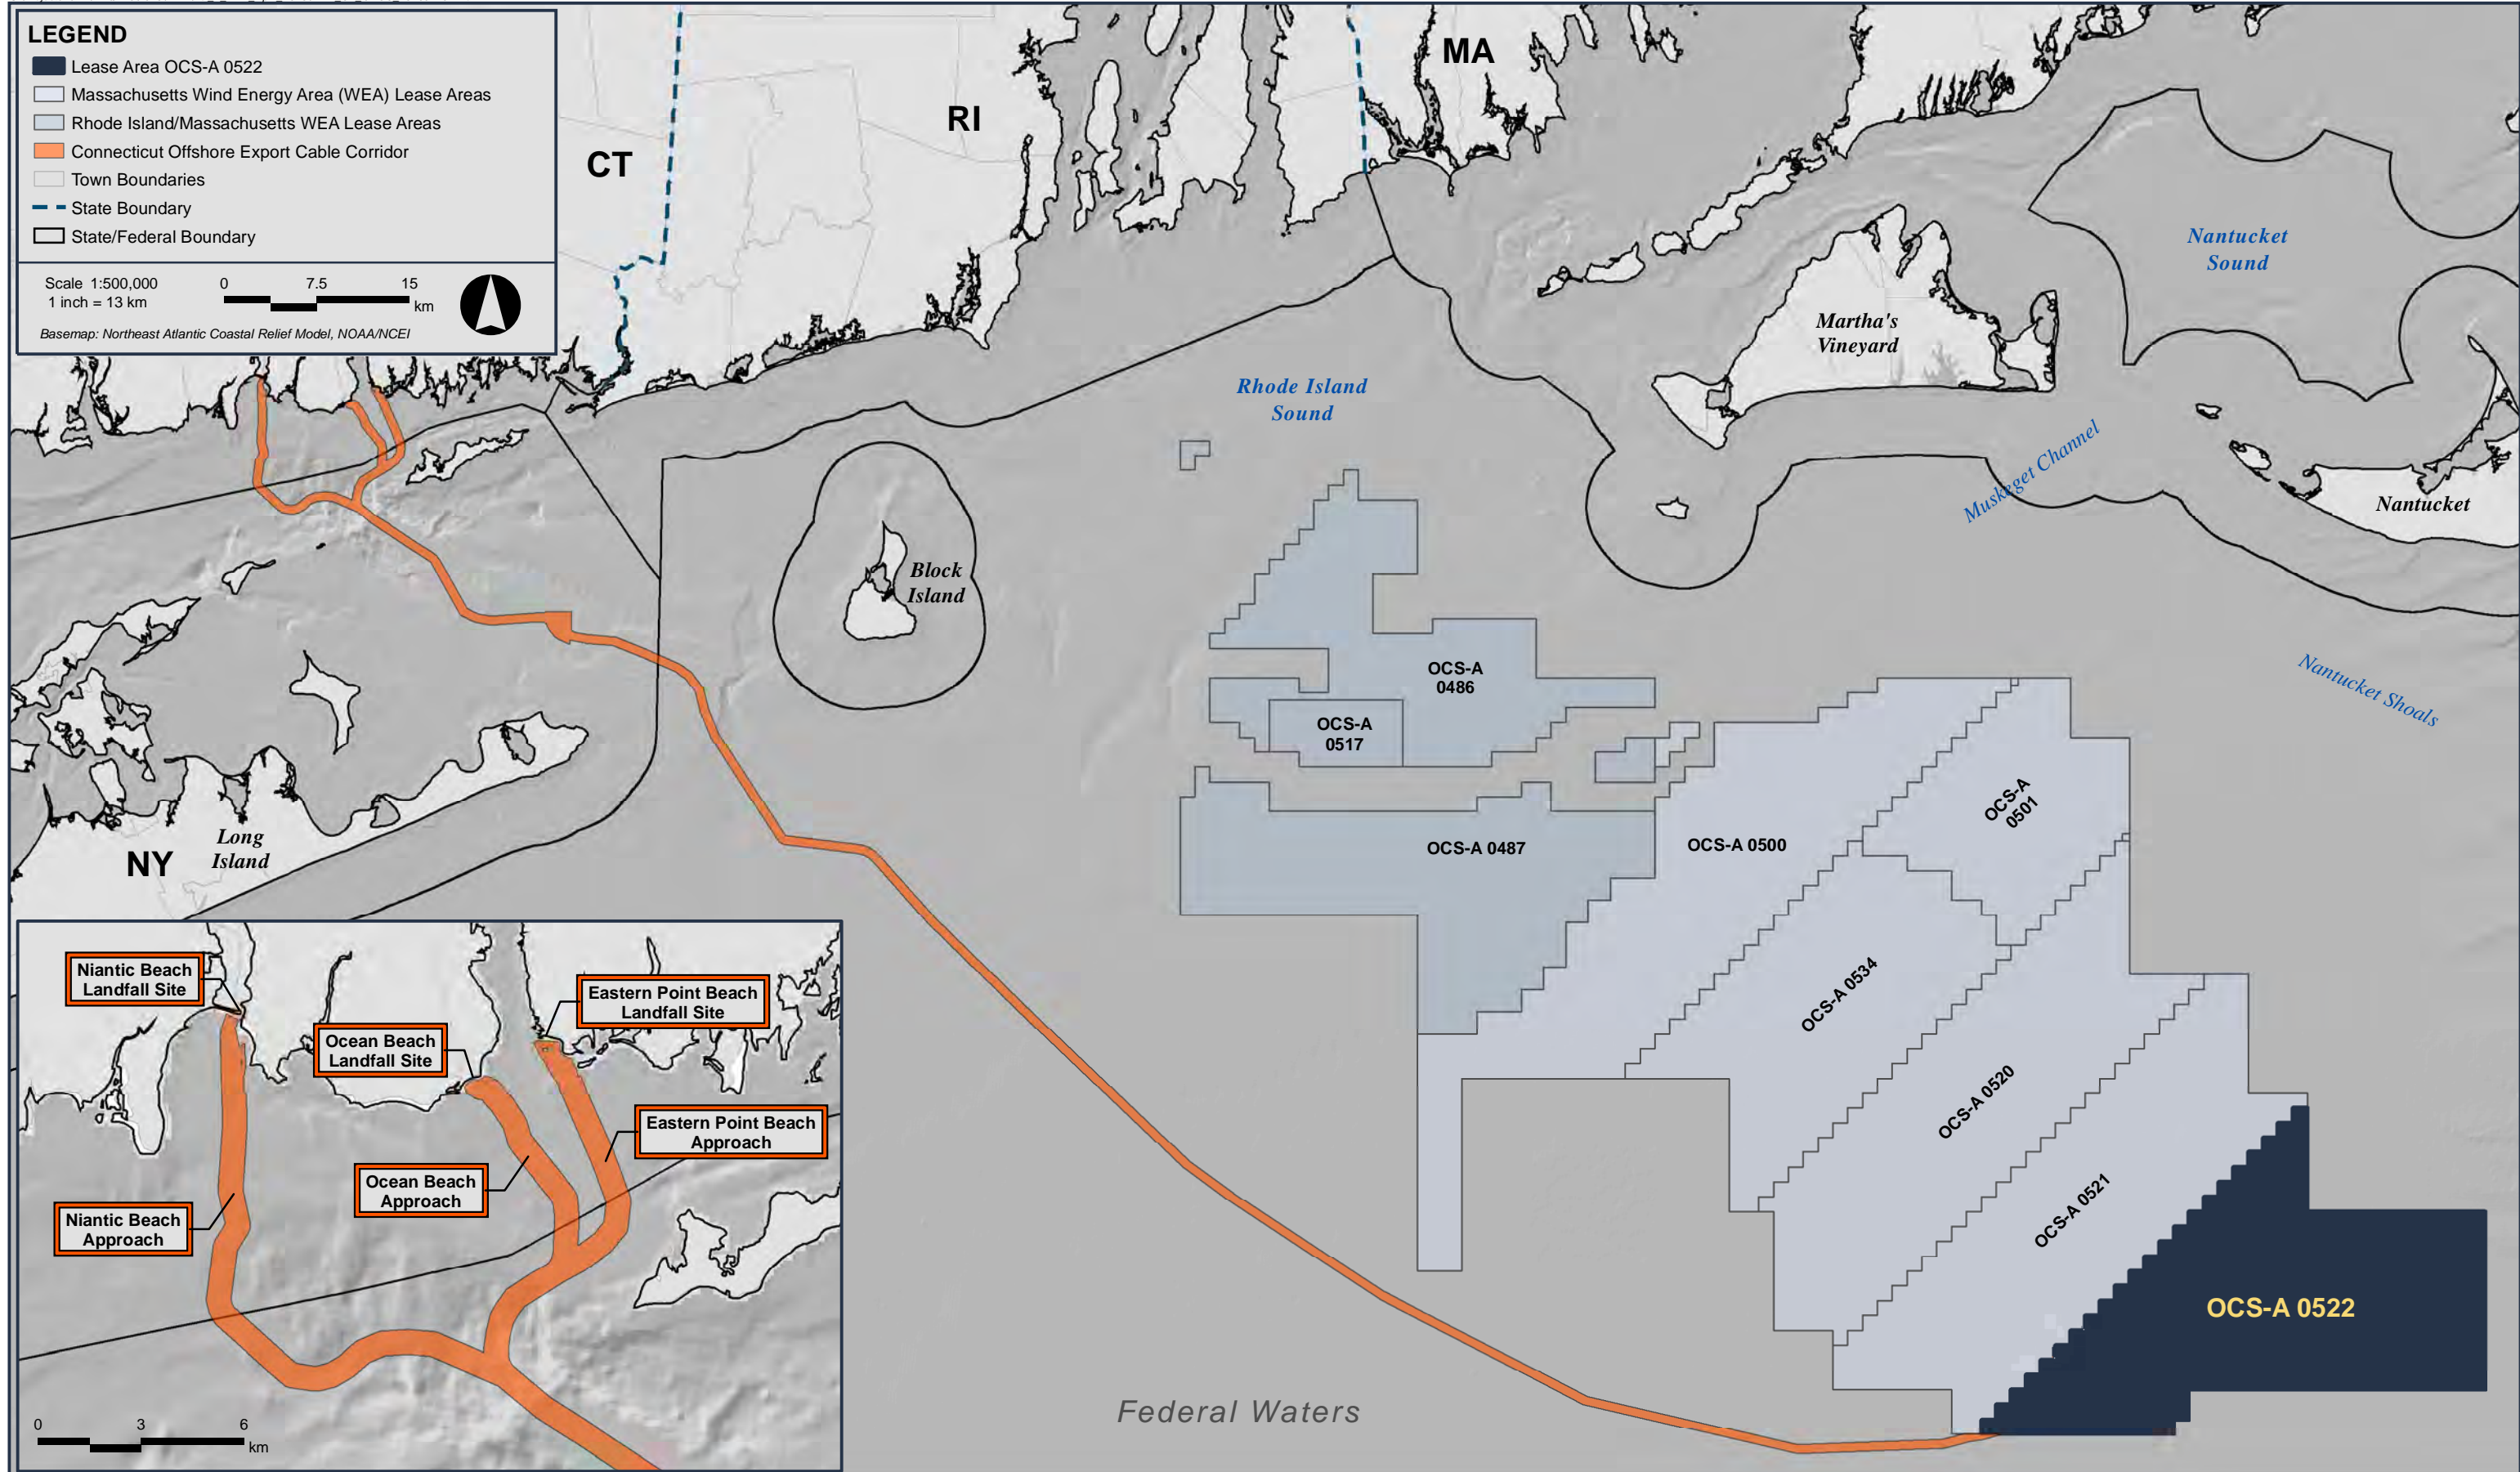 LEGEND
Lease Area OCS-A 0522
Massachusetts Wind Energy Area (WEA) Lease Areas
Rhode Island/Massachusetts WEA Lease Areas
Connecticut Offshore Export Cable Corridor
Town Boundaries
State Boundary
State/Federal Boundary
Scale 1:500,000
1 inch = 13 km
0 7.5 15
km
Basemap: Northeast Atlantic Coastal Relief Model, NOAA/NCEI
CT
RI
MA
Nantucket
Sound
Martha's
Vineyard
Rhode Island
Sound
Muskeget Channel
Nantucket
Block
Island
Nantucket Shoals
OCS-A
0486
OCS-A
0517
OCS-A
0501
OCS-A 0487
OCS-A 0500
Long
Island
NY
OCS-A 0534
OCS-A 0520
OCS-A 0521
OCS-A 0522
Federal Waters
Niantic Beach
Landfall Site
Eastern Point Beach
Landfall Site
Ocean Beach
Landfall Site
Eastern Point Beach
Approach
Ocean Beach
Approach
Niantic Beach
Approach
0 3 6
km